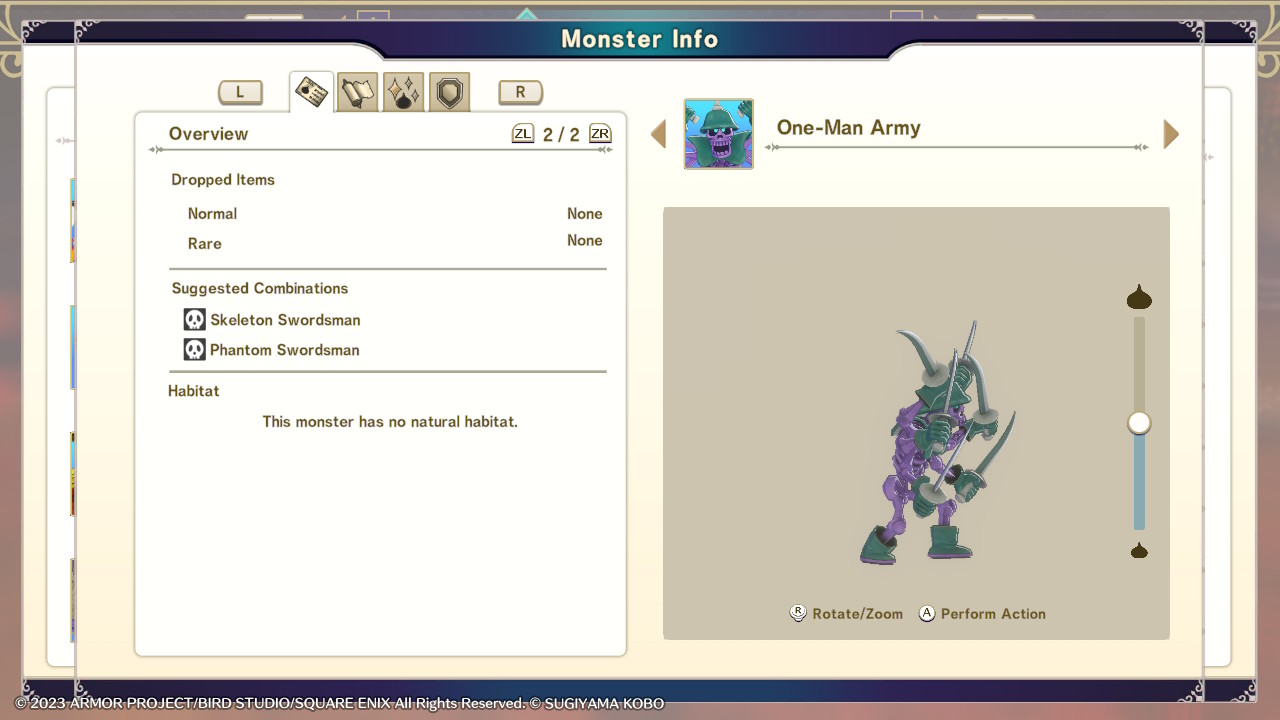 Monster Info
L
R
Overview
ZL 2 / 2 ZR
One-Man Army
Dropped Items
Normal None
Rare None
Suggested Combinations
Skeleton Swordsman
Phantom Swordsman
Habitat
This monster has no natural habitat.
R Rotate/Zoom A Perform Action
© 2023 ARMOR PROJECT/BIRD STUDIO/SQUARE ENIX All Rights Reserved. © SUGIYAMA KOBO